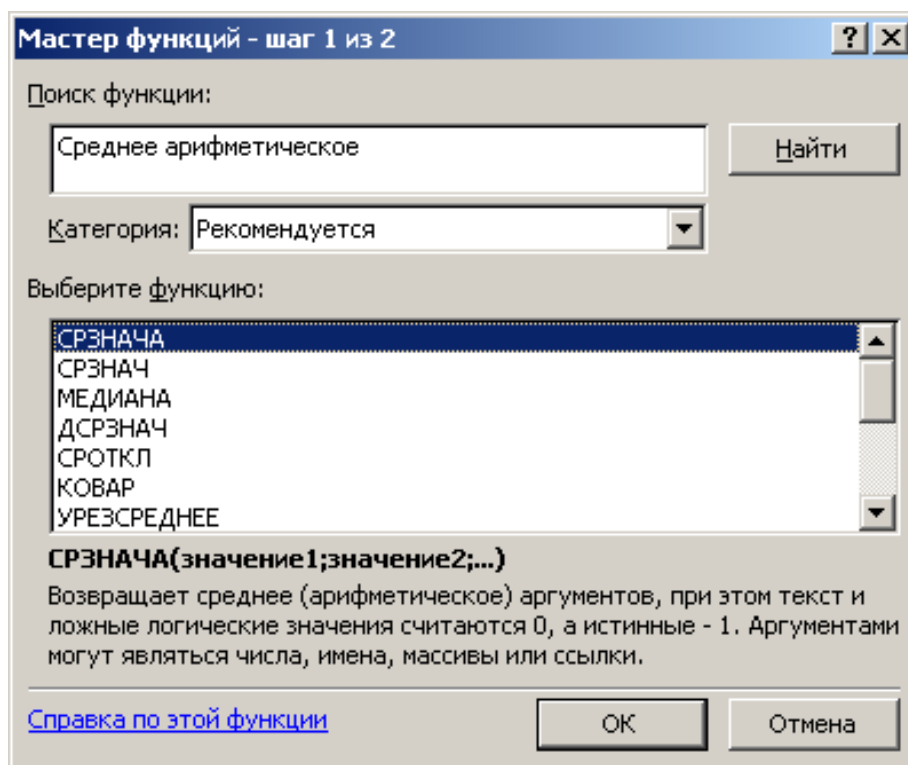 Мастер функций - шаг 1 из 2
Поиск функции:
Среднее арифметическое
Найти
Категория: Рекомендуется
Выберите функцию:
СРЗНАЧА
СРЗНАЧ
МЕДИАНА
ДСРЗНАЧ
СРОТКЛ
КОВАР
УРЕЗСРЕДНЕЕ
СРЗНАЧА(значение1;значение2;...)
Возвращает среднее (арифметическое) аргументов, при этом текст и
ложные логические значения считаются 0, а истинные - 1. Аргументами
могут являться числа, имена, массивы или ссылки.
Справка по этой функции
ОК
Отмена